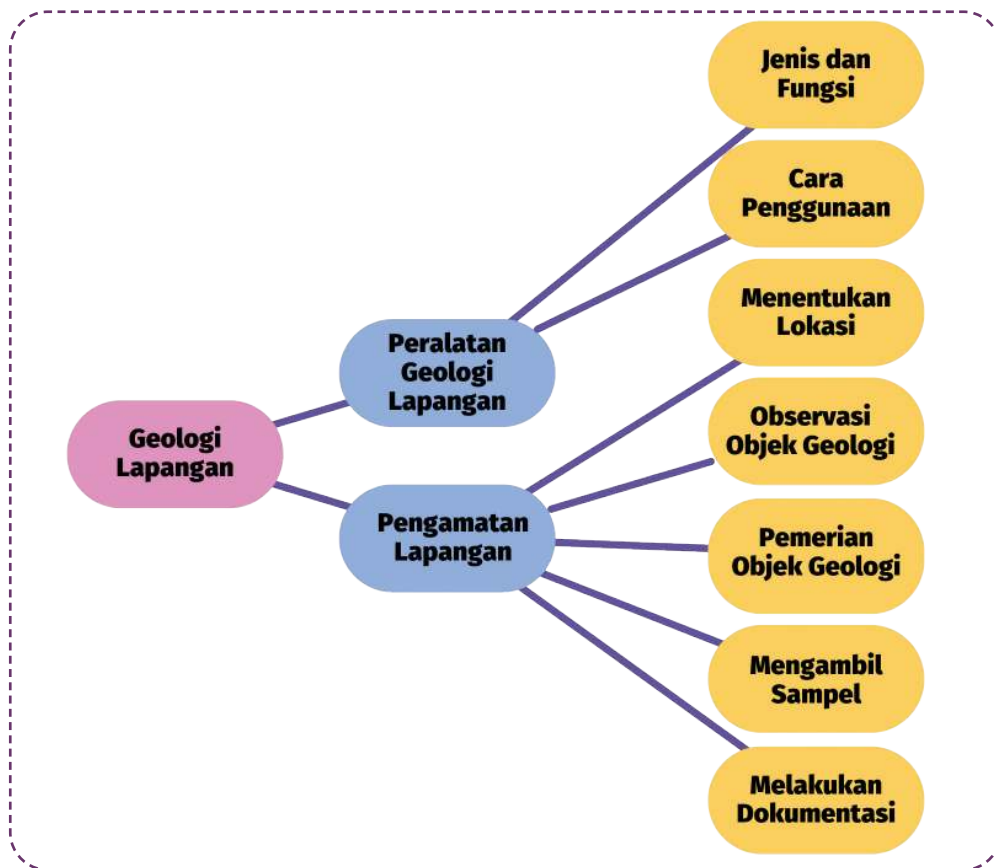 Jenis dan
Fungsi
Cara
Penggunaan
Menentukan
Lokasi
Peralatan
Geologi
Lapangan
Observasi
Objek Geologi
Geologi
Lapangan
Pengamatan
Lapangan
Pemerian
Objek Geologi
Mengambil
Sampel
Melakukan
Dokumentasi